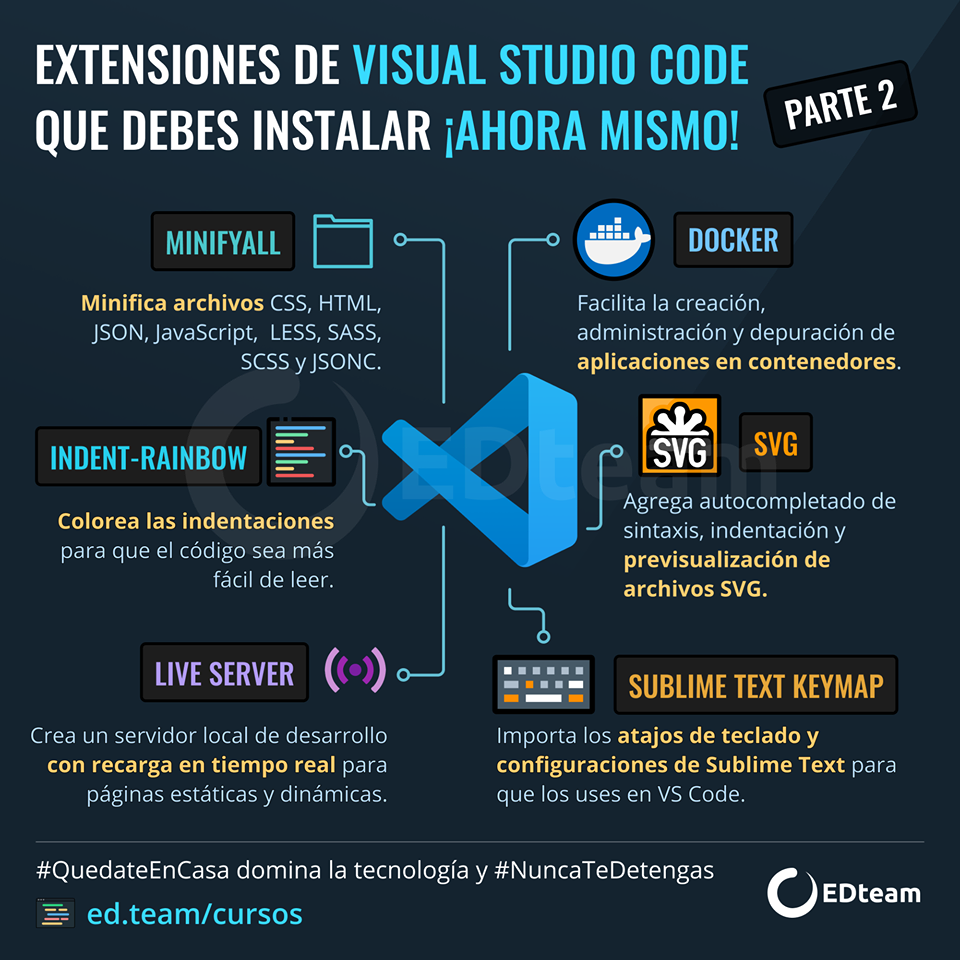 EXTENSIONES DE VISUAL STUDIO CODE
QUE DEBES INSTALAR ¡AHORA MISMO!
PARTE 2
MINIFYALL
Minifica archivos CSS, HTML,
JSON, JavaScript, LESS, SASS,
SCSS y JSONC.
DOCKER
Facilita la creación,
administración y depuración de
aplicaciones en contenedores.
INDENT-RAINBOW
Colorea las indentaciones
para que el código sea más
fácil de leer.
SVG
SVG
Agrega autocompletado de
sintaxis, indentación y
previsualización de
archivos SVG.
EDteam
LIVE SERVER
Crea un servidor local de desarrollo
con recarga en tiempo real para
páginas estáticas y dinámicas.
SUBLIME TEXT KEYMAP
Importa los atajos de teclado y
configuraciones de Sublime Text para
que los uses en VS Code.
#QuedateEnCasa domina la tecnología y #NuncaTeDetengas
ed.team/cursos
EDteam